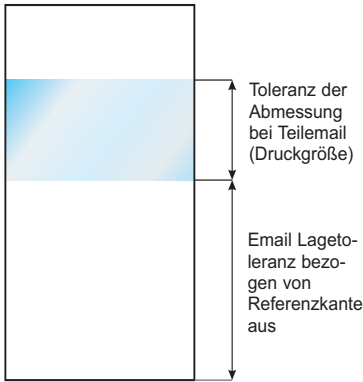 Toleranz der
Abmessung
bei Teilemail
(Druckgröße)
Email Lageto-
leranz bezo-
gen von
Referenzkante
aus